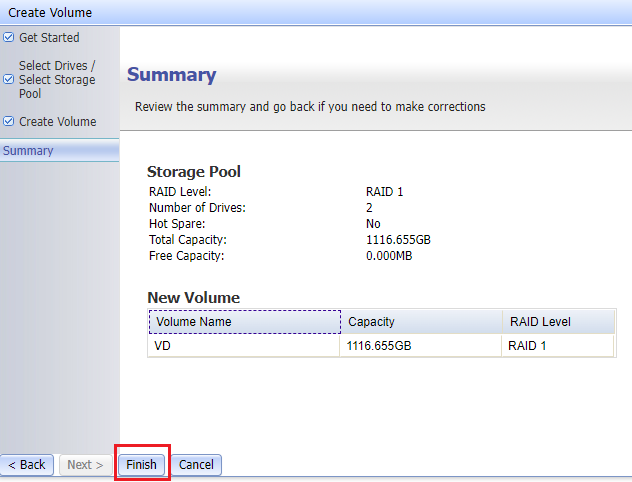 Create Volume
Get Started
Select Drives /
Select Storage
Pool
Create Volume
Summary
Summary
Review the summary and go back if you need to make corrections
Storage Pool
RAID Level: RAID 1
Number of Drives: 2
Hot Spare: No
Total Capacity: 1116.655GB
Free Capacity: 0.000MB
New Volume
Volume Name Capacity RAID Level
VD 1116.655GB RAID 1
< Back Next > Finish Cancel